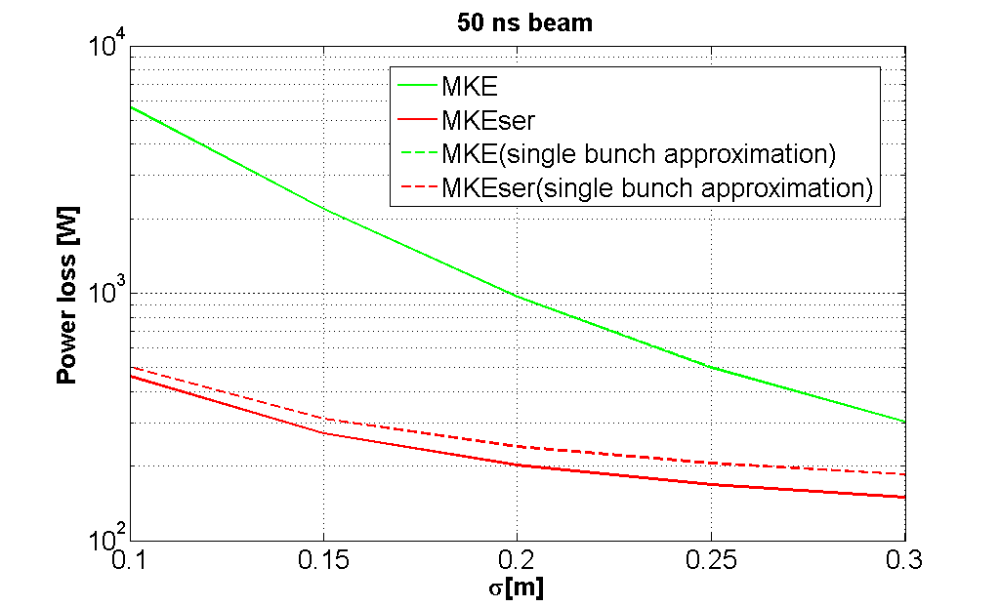 50 ns beam
10^4
MKE
MKEser
MKE(single bunch approximation)
MKEser(single bunch approximation)
Power loss [W]
10^3
10^2
0.1 0.15 0.2 0.25 0.3
σ[m]